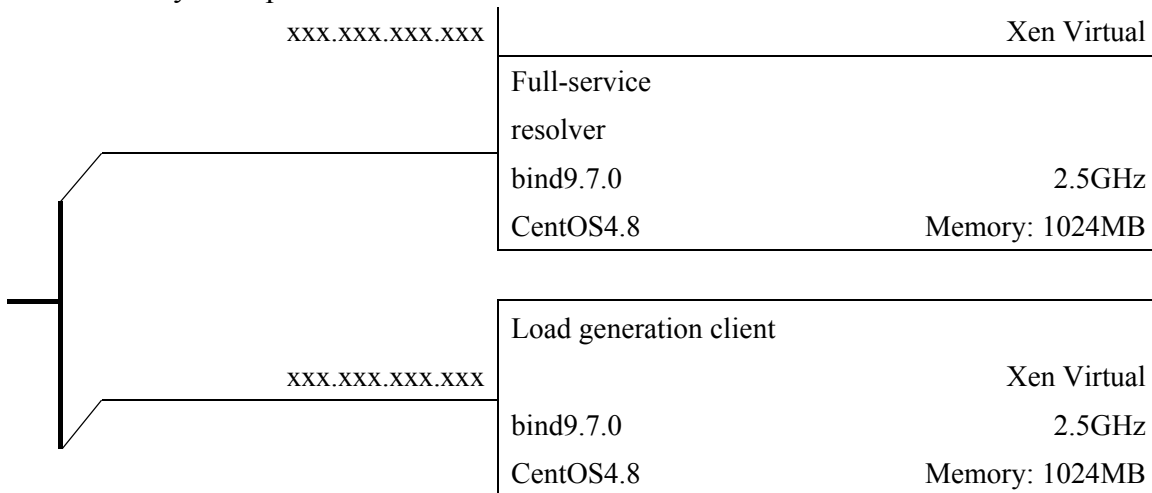 xxx.xxx.xxx.xxx Xen Virtual
Full-service
resolver
bind9.7.0 2.5GHz
CentOS4.8 Memory: 1024MB
Load generation client
xxx.xxx.xxx.xxx Xen Virtual
bind9.7.0 2.5GHz
CentOS4.8 Memory: 1024MB